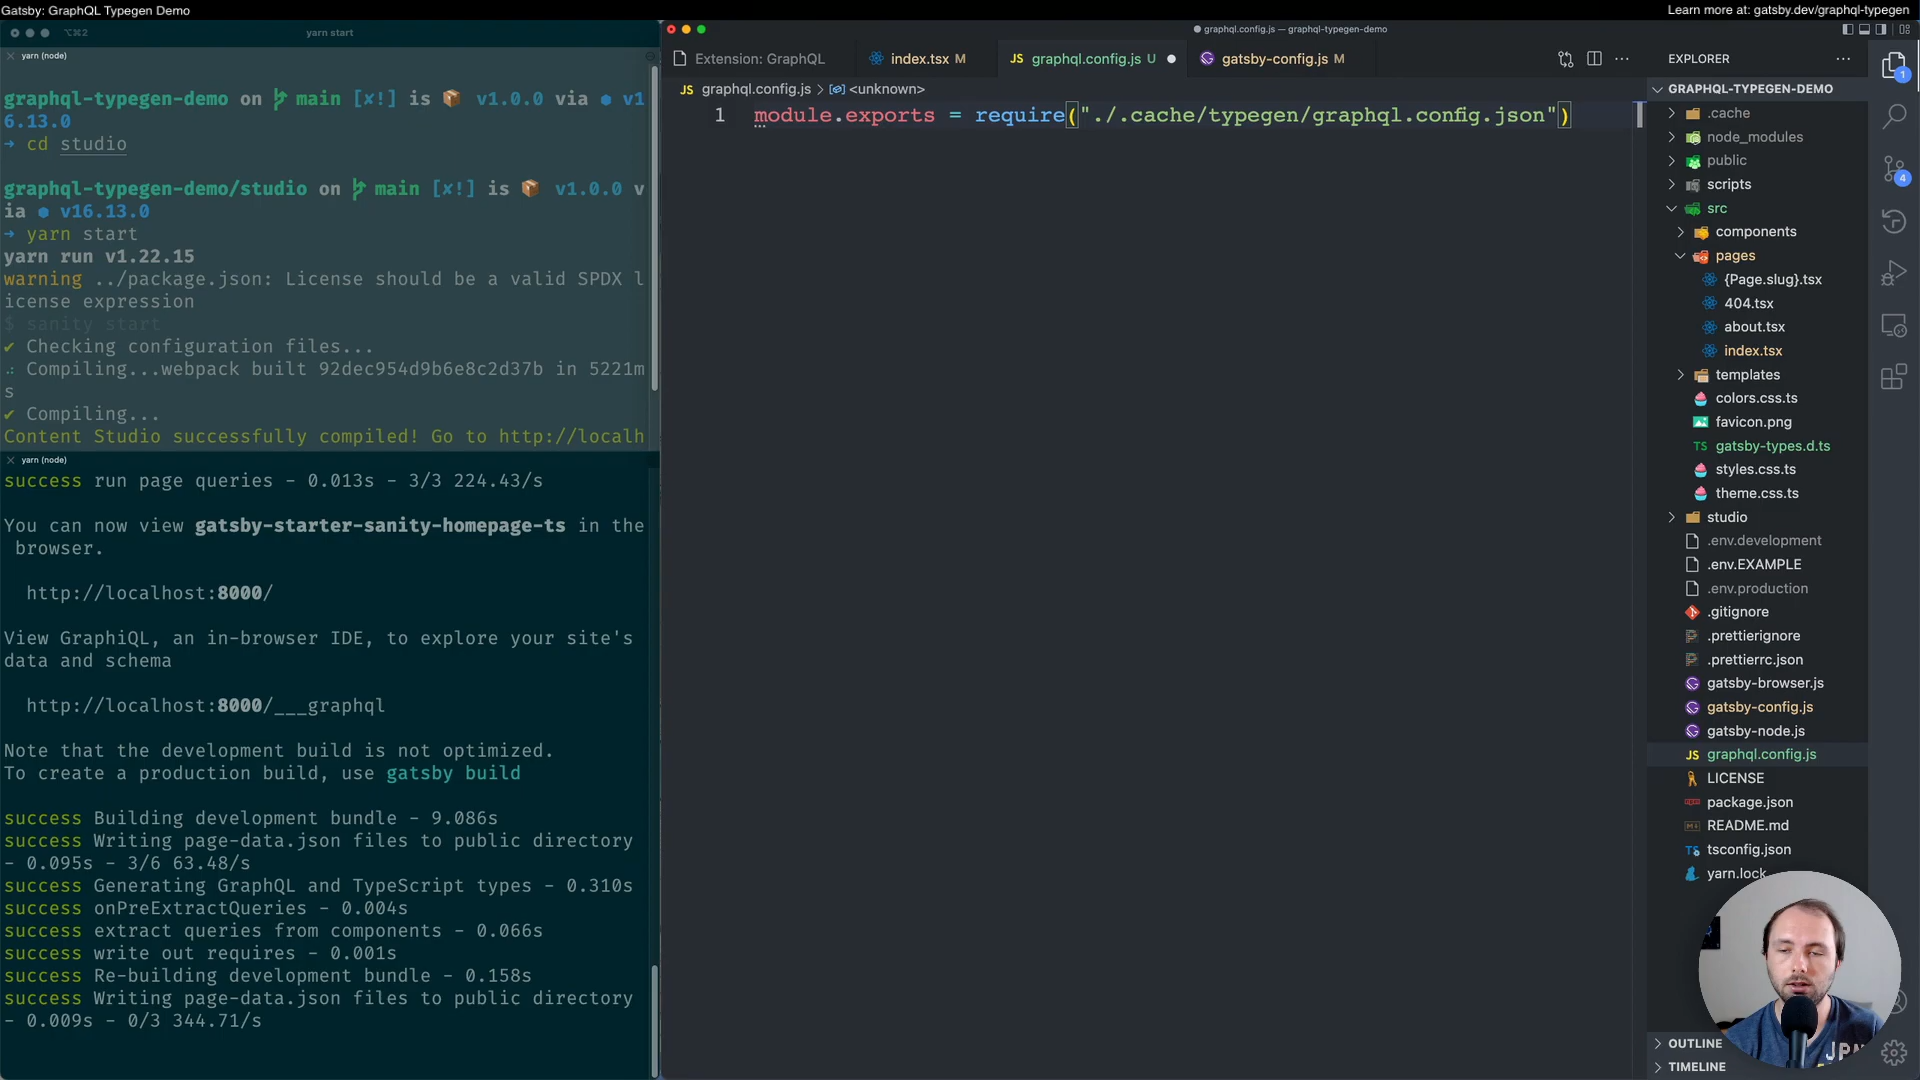 Gatsby: GraphQL Typegen Demo
Learn more at: gatsby.dev/graphql-typegen
⌥⌘2
yarn start
yarn (node)
graphql-typegen-demo on main [✘!] is 📦 v1.0.0 via ⬢ v1
6.13.0
➜ cd studio
graphql-typegen-demo/studio on main [✘!] is 📦 v1.0.0 v
ia ⬢ v16.13.0
➜ yarn start
yarn run v1.22.15
warning ../package.json: License should be a valid SPDX l
icense expression
$ sanity start
✔ Checking configuration files...
Compiling...webpack built 92dec954d9b6e8c2d37b in 5221m
s
✔ Compiling...
Content Studio successfully compiled! Go to http://localh
yarn (node)
success run page queries - 0.013s - 3/3 224.43/s
You can now view gatsby-starter-sanity-homepage-ts in the
browser.
http://localhost:8000/
View GraphiQL, an in-browser IDE, to explore your site's
data and schema
http://localhost:8000/___graphql
Note that the development build is not optimized.
To create a production build, use gatsby build
success Building development bundle - 9.086s
success Writing page-data.json files to public directory
- 0.095s - 3/6 63.48/s
success Generating GraphQL and TypeScript types - 0.310s
success onPreExtractQueries - 0.004s
success extract queries from components - 0.066s
success write out requires - 0.001s
success Re-building development bundle - 0.158s
success Writing page-data.json files to public directory
- 0.009s - 0/3 344.71/s
graphql.config.js — graphql-typegen-demo
Extension: GraphQL
index.tsx M
JS graphql.config.js U
gatsby-config.js M
JS graphql.config.js > <unknown>
1 module.exports = require("./.cache/typegen/graphql.config.json")
EXPLORER
GRAPHQL-TYPEGEN-DEMO
.cache
node_modules
public
scripts
src
components
pages
{Page.slug}.tsx
404.tsx
about.tsx
index.tsx
templates
colors.css.ts
favicon.png
TS gatsby-types.d.ts
styles.css.ts
theme.css.ts
studio
.env.development
.env.EXAMPLE
.env.production
.gitignore
.prettierignore
.prettierrc.json
gatsby-browser.js
gatsby-config.js
gatsby-node.js
JS graphql.config.js
LICENSE
package.json
README.md
TS tsconfig.json
yarn.lock
OUTLINE
TIMELINE
1
4
JPN